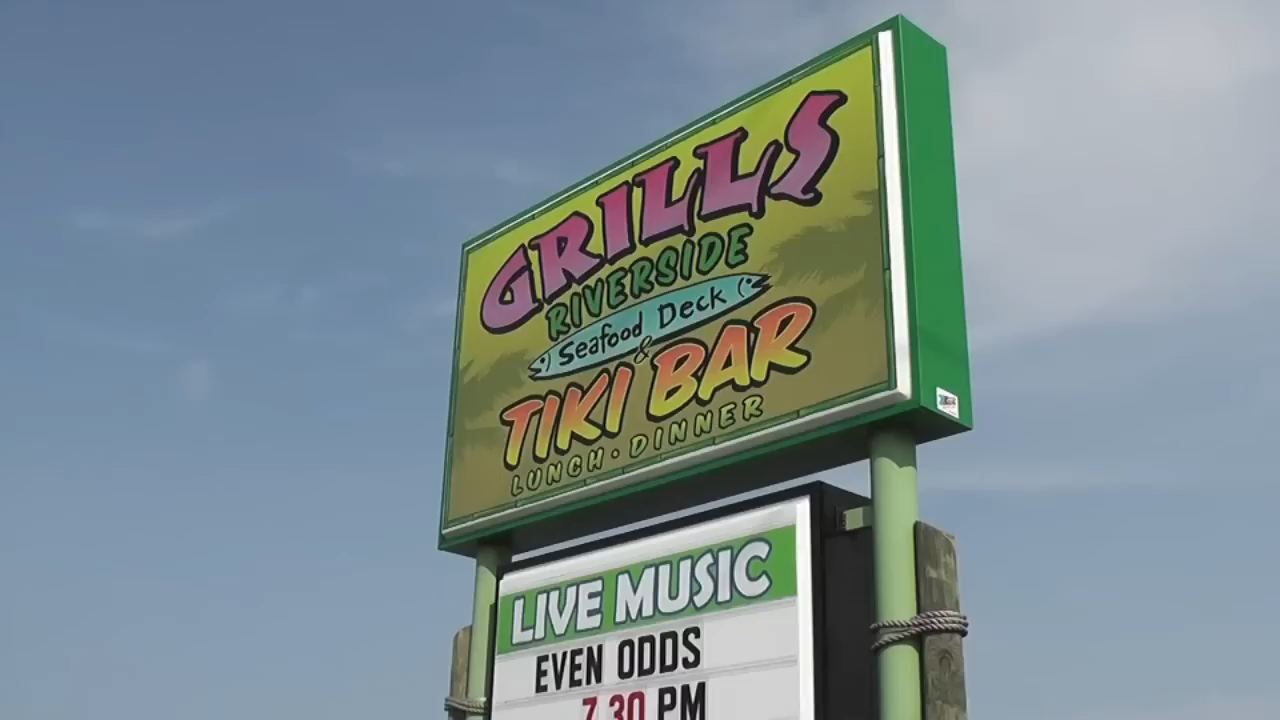 GRILLS
RIVERSIDE
Seafood Deck
&
TIKI BAR
LUNCH • DINNER
LIVE MUSIC
EVEN ODDS
7.30 PM